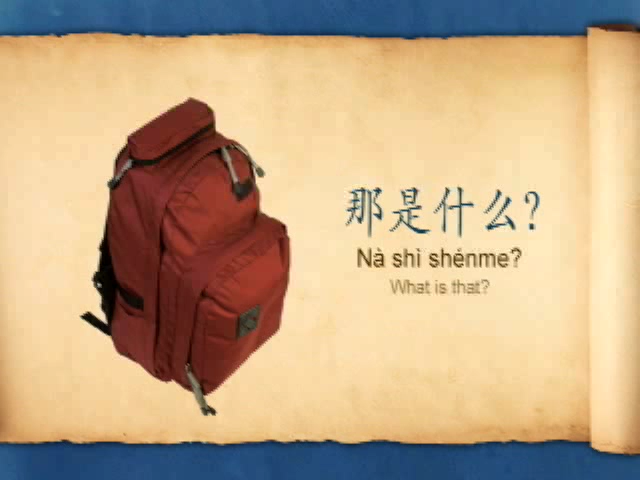 那是什么?
Nà shì shénme?
What is that?